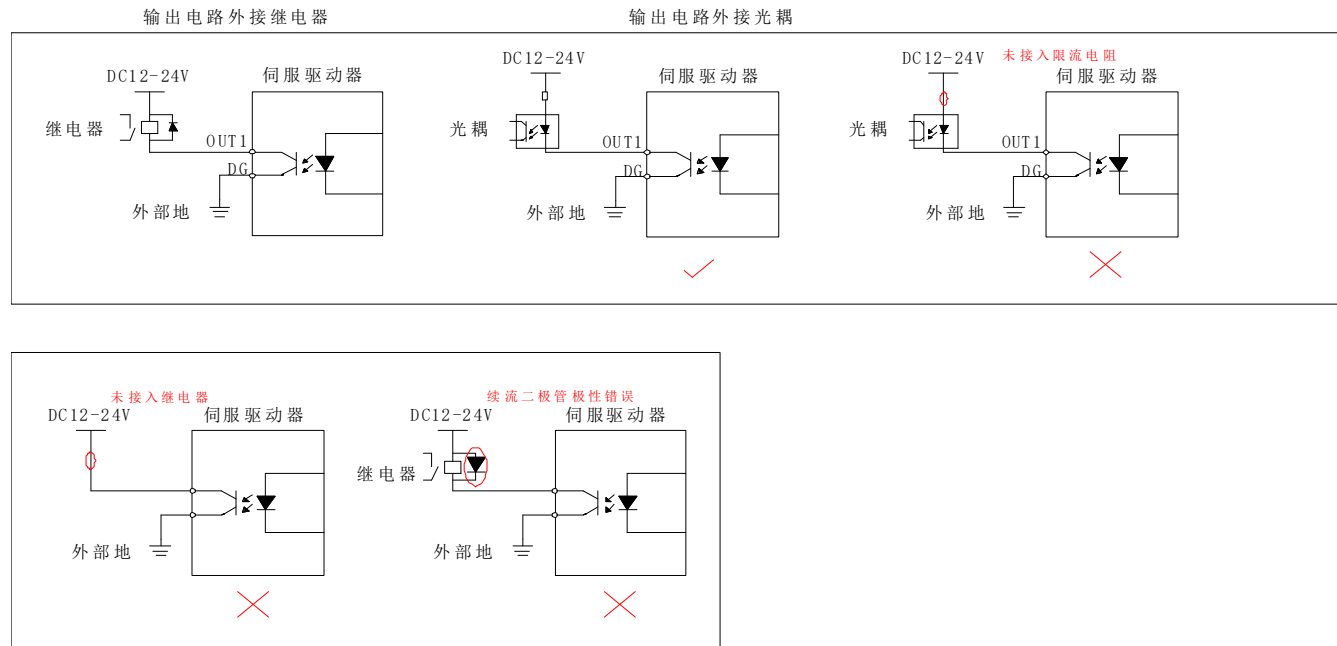 输出电路外接继电器
输出电路外接光耦
DC12-24V
伺服驱动器
继电器
OUT1
DG
外部地
DC12-24V
伺服驱动器
光耦
OUT1
DG
外部地
DC12-24V
未接入限流电阻
伺服驱动器
光耦
OUT1
DG
外部地
未接入继电器
DC12-24V
伺服驱动器
外部地
续流二极管极性错误
DC12-24V
伺服驱动器
继电器
外部地